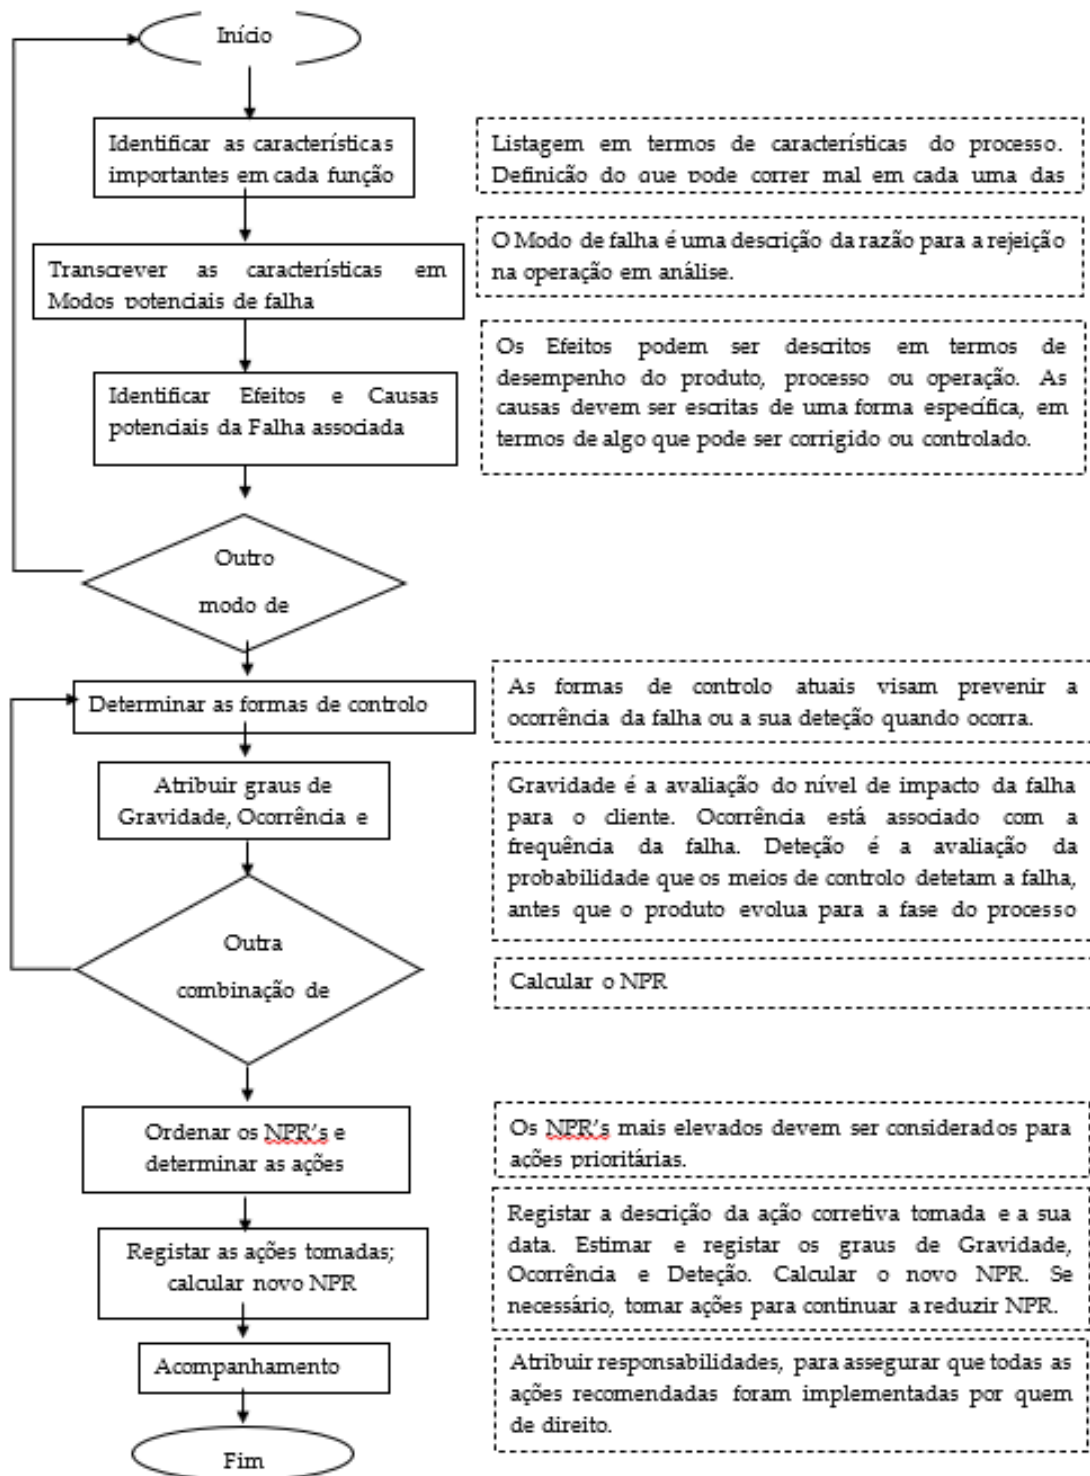 Início
Identificar as características
importantes em cada função
Listagem em termos de características do processo.
Definição do que pode correr mal em cada uma das
Transcrever as características em
Modos potenciais de falha
O Modo de falha é uma descrição da razão para a rejeição
na operação em análise.
Identificar Efeitos e Causas
potenciais da Falha associada
Os Efeitos podem ser descritos em termos de
desempenho do produto, processo ou operação. As
causas devem ser escritas de uma forma específica, em
termos de algo que pode ser corrigido ou controlado.
Outro
modo de
Determinar as formas de controlo
As formas de controlo atuais visam prevenir a
ocorrência da falha ou a sua deteção quando ocorra.
Atribuir graus de
Gravidade, Ocorrência e
Gravidade é a avaliação do nível de impacto da falha
para o cliente. Ocorrência está associado com a
frequência da falha. Deteção é a avaliação da
probabilidade que os meios de controlo detetam a falha,
antes que o produto evolua para a fase do processo
Outra
combinação de
Calcular o NPR
Ordenar os NPR's e
determinar as ações
Os NPR's mais elevados devem ser considerados para
ações prioritárias.
Registar as ações tomadas;
calcular novo NPR
Registar a descrição da ação corretiva tomada e a sua
data. Estimar e registar os graus de Gravidade,
Ocorrência e Deteção. Calcular o novo NPR. Se
necessário, tomar ações para continuar a reduzir NPR.
Acompanhamento
Atribuir responsabilidades, para assegurar que todas as
ações recomendadas foram implementadas por quem
de direito.
Fim